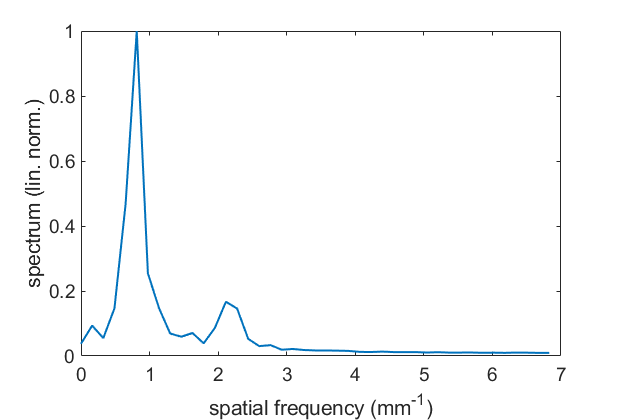 1
0.8
0.6
0.4
0.2
0
spectrum (lin. norm.)
0 1 2 3 4 5 6 7
spatial frequency (mm⁻¹)